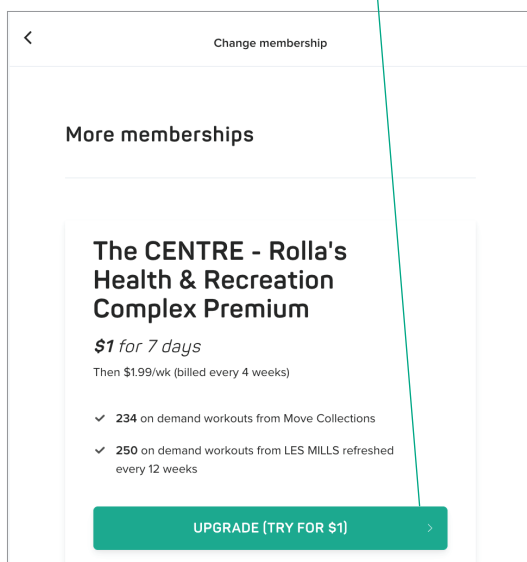 Change membership
More memberships
The CENTRE - Rolla's
Health & Recreation
Complex Premium
$1 for 7 days
Then $1.99/wk (billed every 4 weeks)
234 on demand workouts from Move Collections
250 on demand workouts from LES MILLS refreshed
every 12 weeks
UPGRADE (TRY FOR $1)